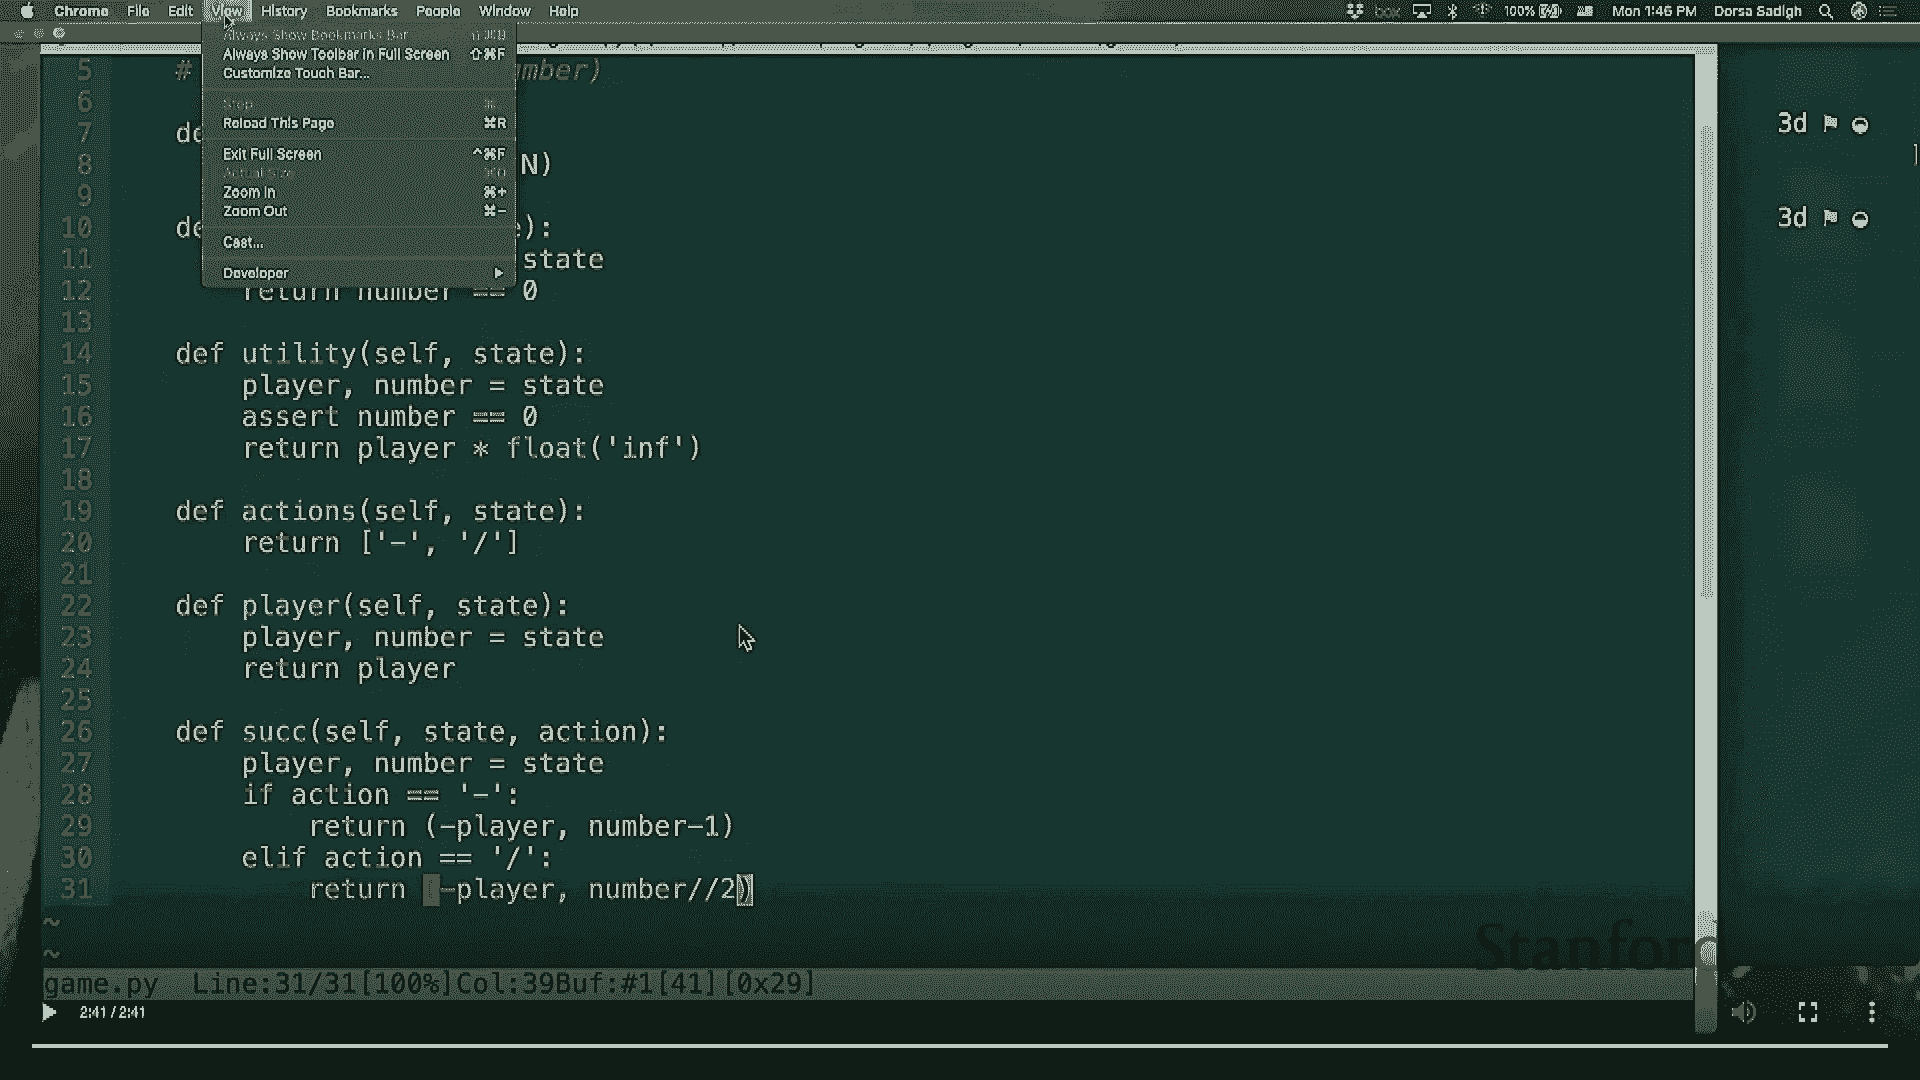 Chrome File Edit View History Bookmarks People Window Help box 100% Mon 1:46 PM Dorsa Sadigh
Always Show Bookmarks Bar ⇧⌘B
Always Show Toolbar in Full Screen ⇧⌘F
Customize Touch Bar...
Stop ⌘.
Reload This Page ⌘R
Exit Full Screen ^⌘F
Actual Size ⌘0
Zoom In ⌘+
Zoom Out ⌘-
Cast...
Developer ▶
5 # mber)
6
7 de
8 N)
9
10 de e):
11 state
12 return number == 0
13
14 def utility(self, state):
15 player, number = state
16 assert number == 0
17 return player * float('inf')
18
19 def actions(self, state):
20 return ['-', '/']
21
22 def player(self, state):
23 player, number = state
24 return player
25
26 def succ(self, state, action):
27 player, number = state
28 if action == '-':
29 return (-player, number-1)
30 elif action == '/':
31 return (-player, number//2)
~
~
game.py Line:31/31[100%]Col:39Buf:#1[41][0x29]
3d
3d
Stanford
2:41 / 2:41